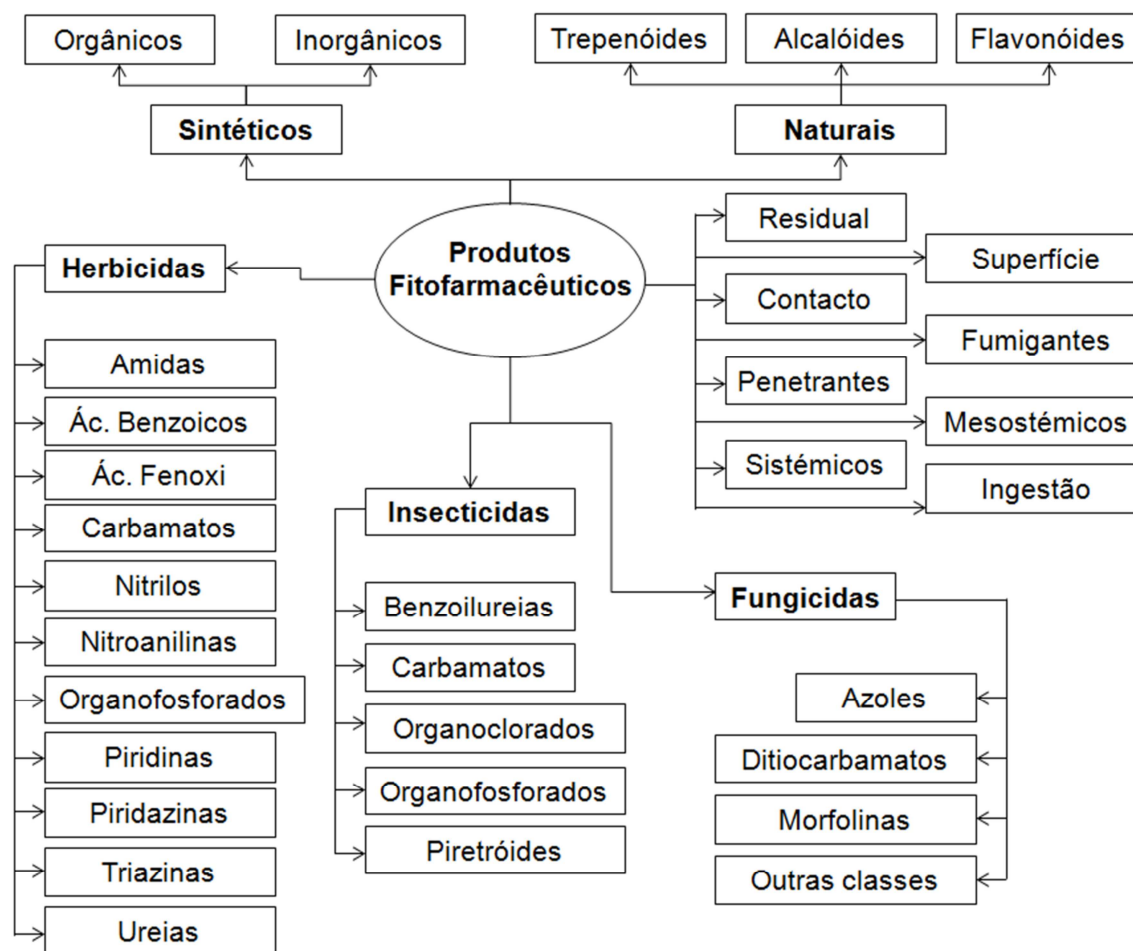 Orgânicos
Inorgânicos
Trepenóides
Alcalóides
Flavonóides
Sintéticos
Naturais
Produtos
Fitofarmacêuticos
Residual
Superfície
Contacto
Fumigantes
Penetrantes
Mesostémicos
Sistémicos
Ingestão
Herbicidas
Amidas
Ác. Benzoicos
Ác. Fenoxi
Carbamatos
Nitrilos
Nitroanilinas
Organofosforados
Piridinas
Piridazinas
Triazinas
Ureias
Insecticidas
Benzoilureias
Carbamatos
Organoclorados
Organofosforados
Piretróides
Fungicidas
Azoles
Ditiocarbamatos
Morfolinas
Outras classes